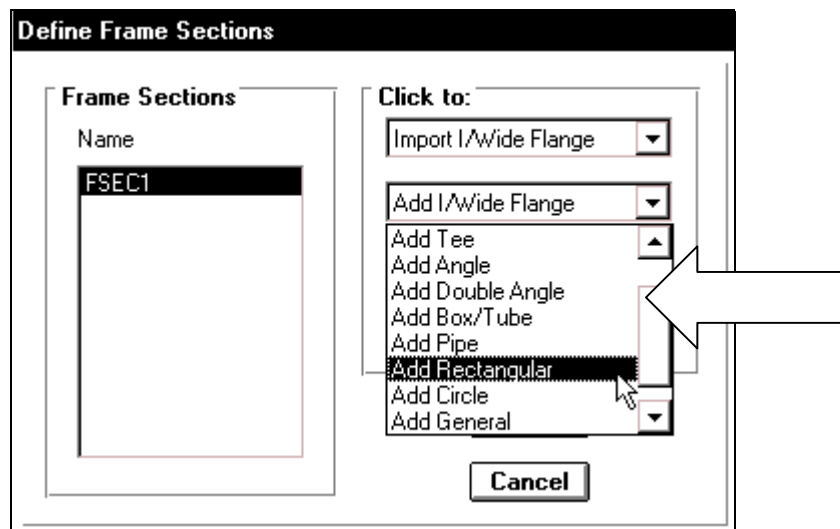 Define Frame Sections
Frame Sections
Name
FSEC1
Click to:
Import I/Wide Flange
Add I/Wide Flange
Add Tee
Add Angle
Add Double Angle
Add Box/Tube
Add Pipe
Add Rectangular
Add Circle
Add General
Cancel